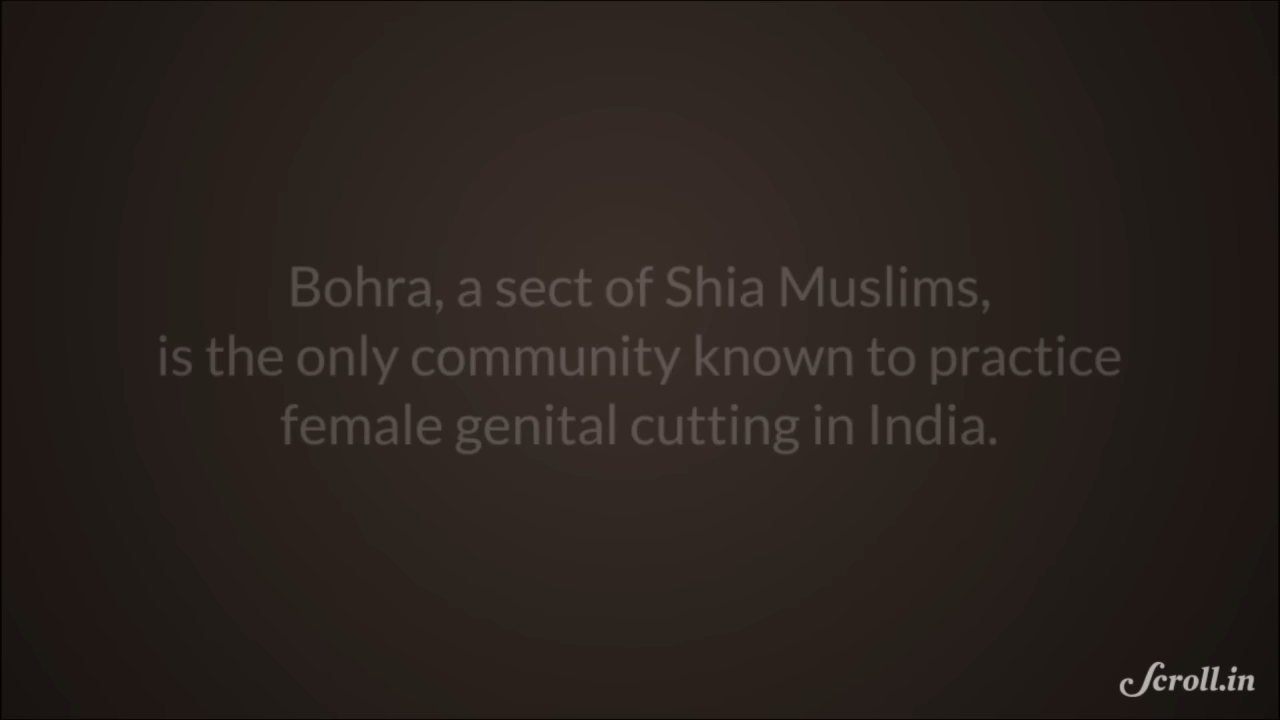 Bohra, a sect of Shia Muslims,
is the only community known to practice
female genital cutting in India.
Scroll.in